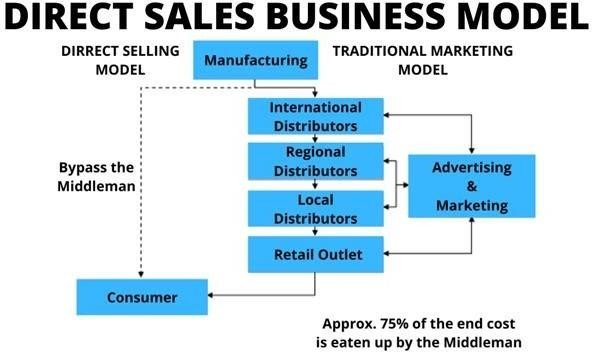 DIRECT SALES BUSINESS MODEL
DIRRECT SELLING
MODEL
Manufacturing
TRADITIONAL MARKETING
MODEL
International
Distributors
Regional
Distributors
Bypass the
Middleman
Advertising
&
Marketing
Local
Distributors
Retail Outlet
Consumer
Approx. 75% of the end cost
is eaten up by the Middleman